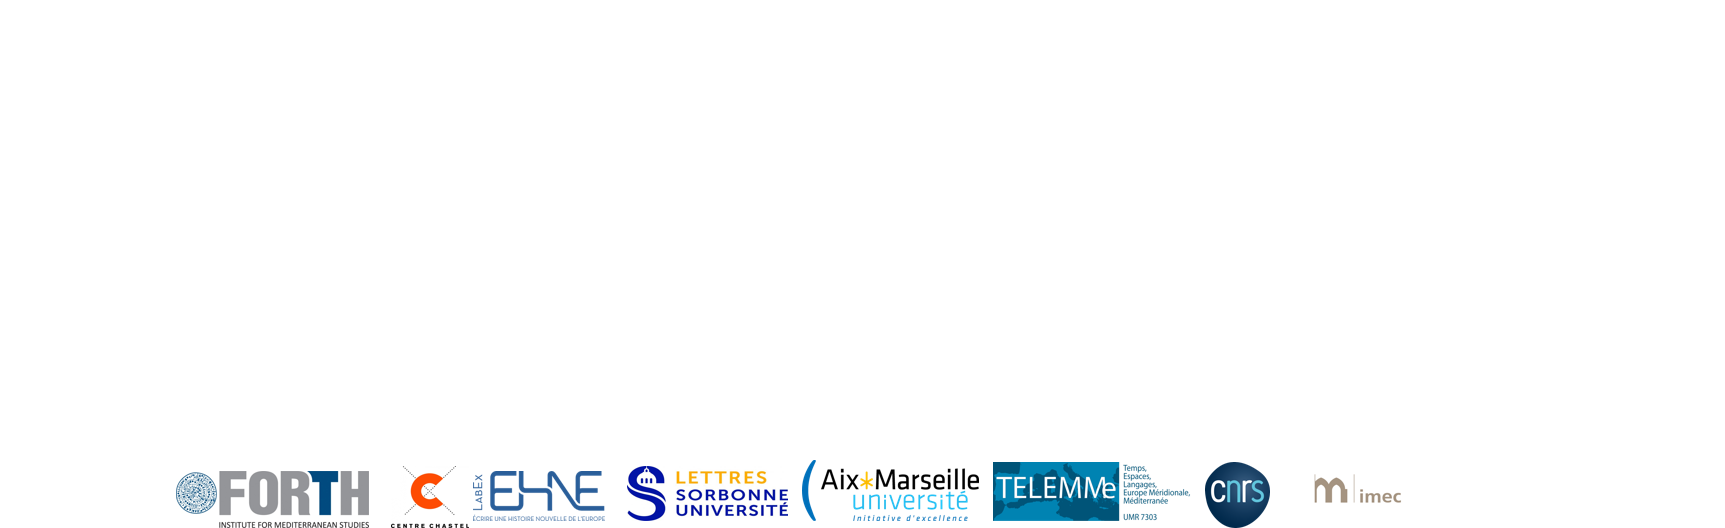 FORTH
INSTITUTE FOR MEDITERRANEAN STUDIES
CENTRE CHASTEL
LABEX
EHNE
ÉCRIRE UNE HISTOIRE NOUVELLE DE L'EUROPE
LETTRES
SORBONNE
UNIVERSITÉ
Aix Marseille
université
Initiative d'excellence
TELEMMe
Temps,
Espaces,
Langages,
Europe Méridionale,
Méditerranée
UMR 7303
cnrs
m imec